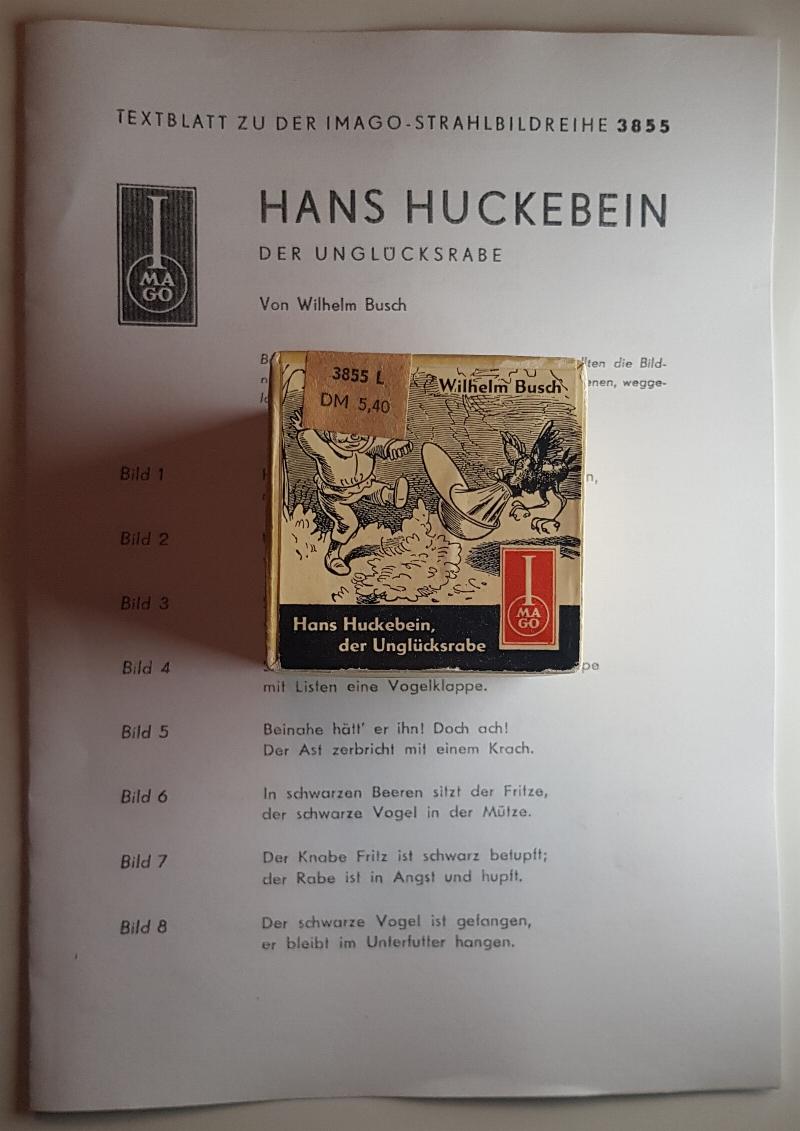 TEXTBLATT ZU DER IMAGO-STRAHLBILDREIHE 3855
I
MA
GO
HANS HUCKEBEIN
DER UNGLÜCKSRABE
Von Wilhelm Busch
die Bild-
wegge-
3855 L
DM 5,40
Wilhelm Busch
I
MA
GO
Hans Huckebein,
der Unglücksrabe
Bild 1
Bild 2
Bild 3
Bild 4
mit Listen eine Vogelklappe.
Bild 5 Beinahe hätt' er ihn! Doch ach!
Der Ast zerbricht mit einem Krach.
Bild 6 In schwarzen Beeren sitzt der Fritze,
der schwarze Vogel in der Mütze.
Bild 7 Der Knabe Fritz ist schwarz betupft;
der Rabe ist in Angst und hupft.
Bild 8 Der schwarze Vogel ist gefangen,
er bleibt im Unterfutter hangen.